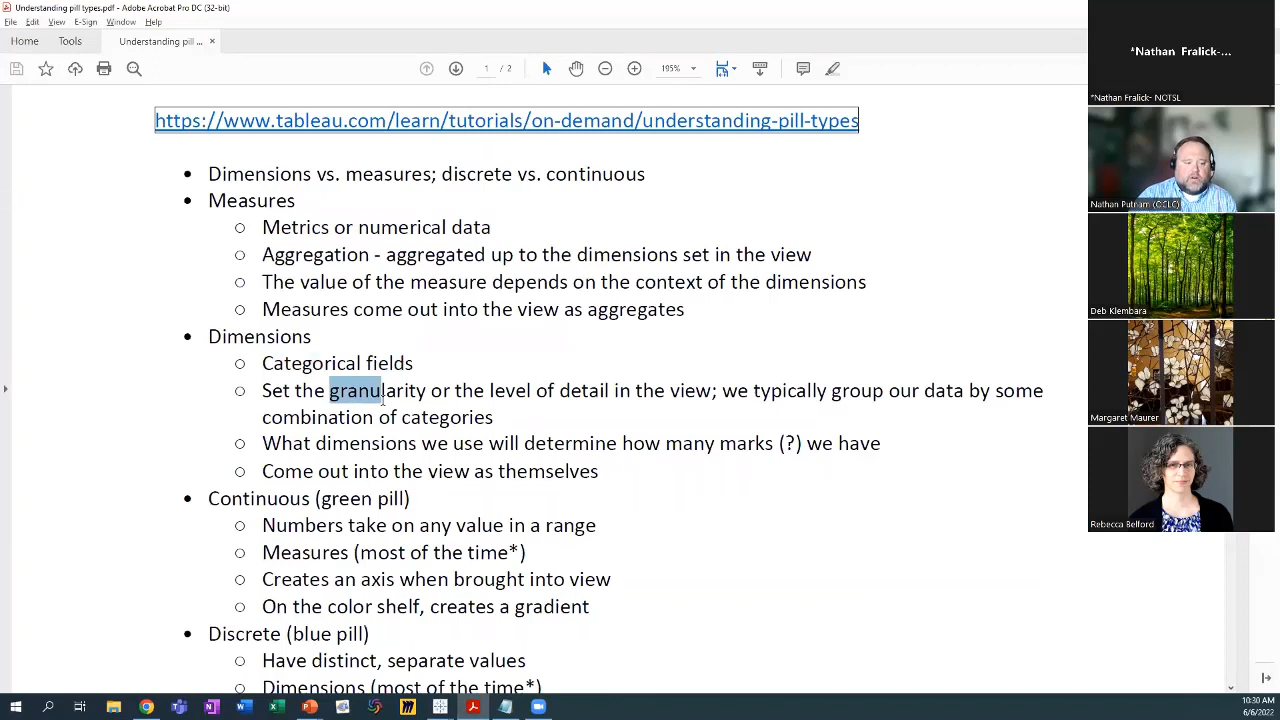 Understanding pill types.pdf - Adobe Acrobat Pro DC (32-bit)
File Edit View E-Sign Window Help
Home Tools Understanding pill ... ×
1 / 2 195%
https://www.tableau.com/learn/tutorials/on-demand/understanding-pill-types
• Dimensions vs. measures; discrete vs. continuous
• Measures
○ Metrics or numerical data
○ Aggregation - aggregated up to the dimensions set in the view
○ The value of the measure depends on the context of the dimensions
○ Measures come out into the view as aggregates
• Dimensions
○ Categorical fields
○ Set the granularity or the level of detail in the view; we typically group our data by some
combination of categories
○ What dimensions we use will determine how many marks (?) we have
○ Come out into the view as themselves
• Continuous (green pill)
○ Numbers take on any value in a range
○ Measures (most of the time*)
○ Creates an axis when brought into view
○ On the color shelf, creates a gradient
• Discrete (blue pill)
○ Have distinct, separate values
○ Dimensions (most of the time*)
*Nathan Fralick-...
*Nathan Fralick- NOTSL
Nathan Putnam (OCLC)
Deb Klembara
Margaret Maurer
Rebecca Belford
10:30 AM
6/6/2022